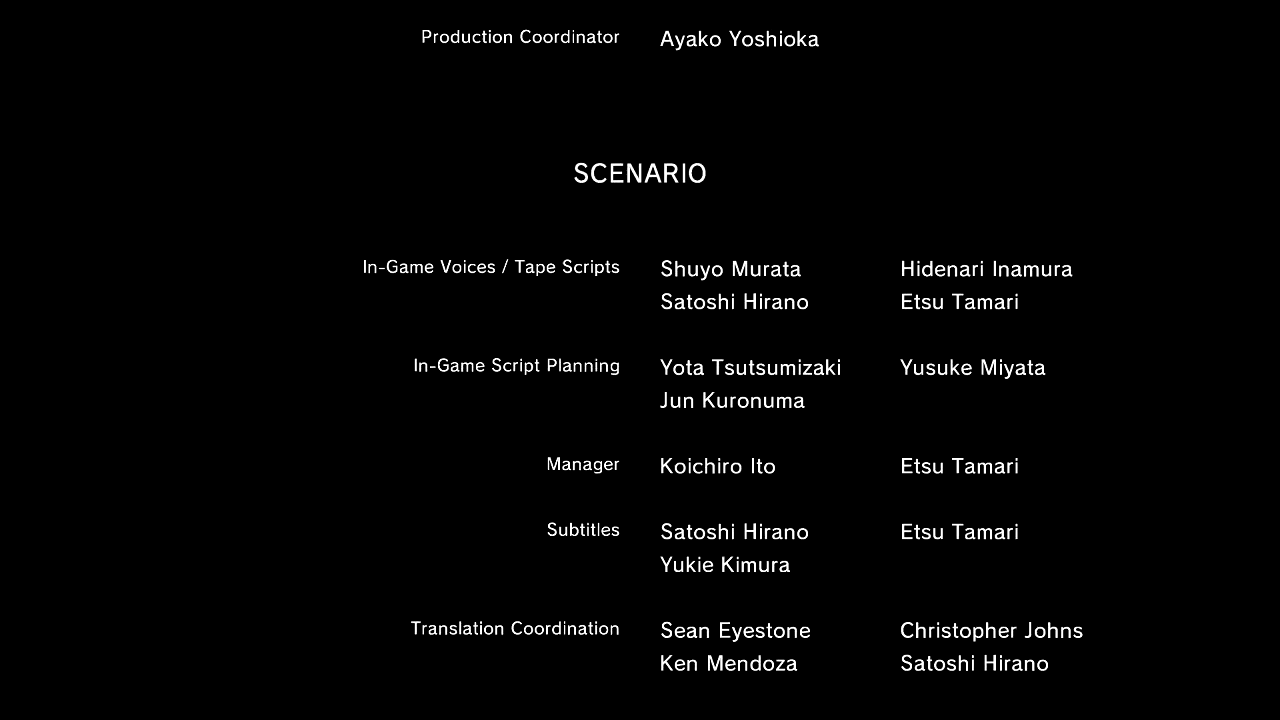 Production Coordinator Ayako Yoshioka
SCENARIO
In-Game Voices / Tape Scripts Shuyo Murata Hidenari Inamura
Satoshi Hirano Etsu Tamari
In-Game Script Planning Yota Tsutsumizaki Yusuke Miyata
Jun Kuronuma
Manager Koichiro Ito Etsu Tamari
Subtitles Satoshi Hirano Etsu Tamari
Yukie Kimura
Translation Coordination Sean Eyestone Christopher Johns
Ken Mendoza Satoshi Hirano